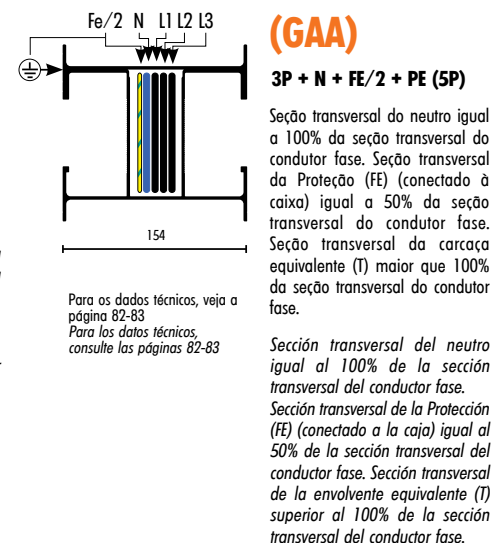 Fe/2 N L1 L2 L3
154
Para os dados técnicos, veja a
página 82-83
Para los datos técnicos,
consulte las páginas 82-83
(GAA)
3P + N + FE/2 + PE (5P)
Seção transversal do neutro igual
a 100% da seção transversal do
condutor fase. Seção transversal
da Proteção (FE) (conectado à
caixa) igual a 50% da seção
transversal do condutor fase.
Seção transversal da carcaça
equivalente (T) maior que 100%
da seção transversal do condutor
fase.
Sección transversal del neutro
igual al 100% de la sección
transversal del conductor fase.
Sección transversal de la Protección
(FE) (conectado a la caja) igual al
50% de la sección transversal del
conductor fase. Sección transversal
de la envolvente equivalente (T)
superior al 100% de la sección
transversal del conductor fase.